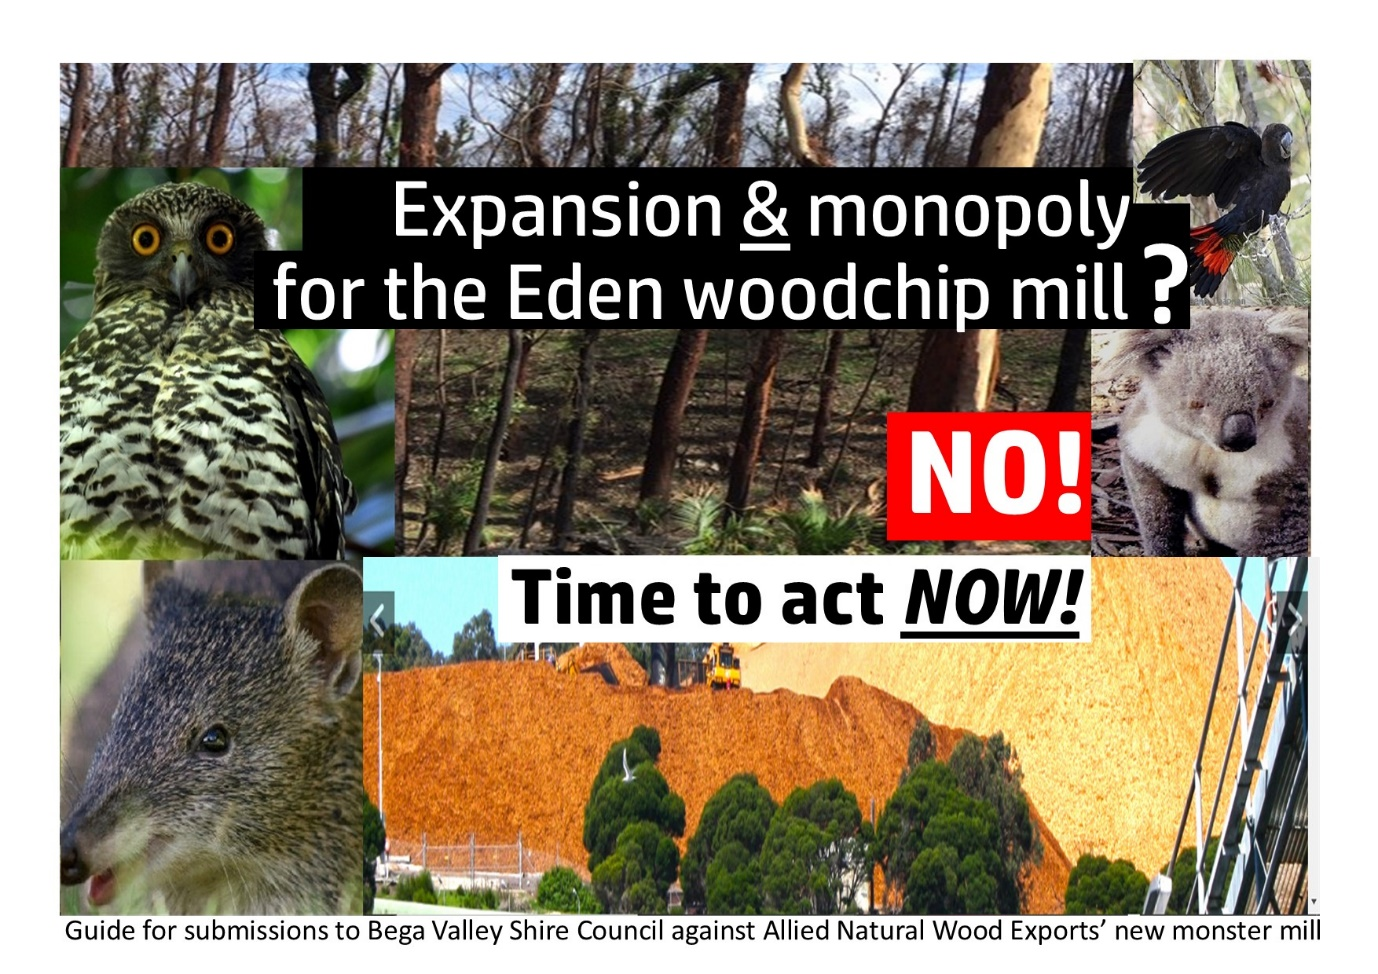 Expansion & monopoly
for the Eden woodchip mill ?
NO!
Time to act NOW!
Guide for submissions to Bega Valley Shire Council against Allied Natural Wood Exports’ new monster mill